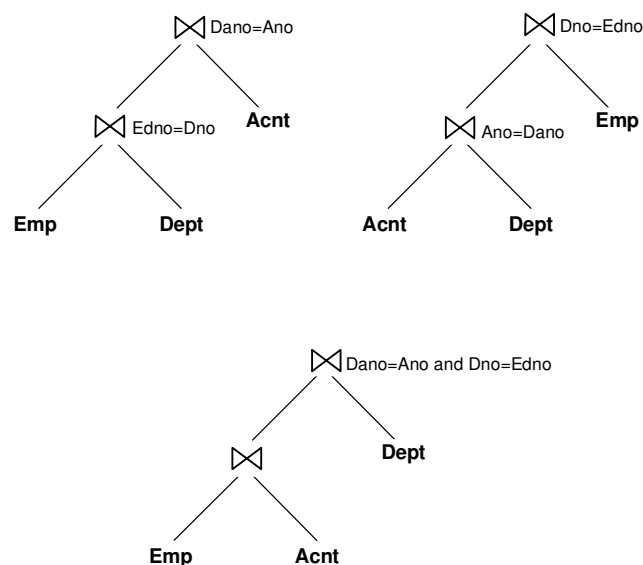 Dano=Ano
Edno=Dno
Acnt
Emp
Dept
Dno=Edno
Ano=Dano
Emp
Acnt
Dept
Dano=Ano and Dno=Edno
Dept
Emp
Acnt